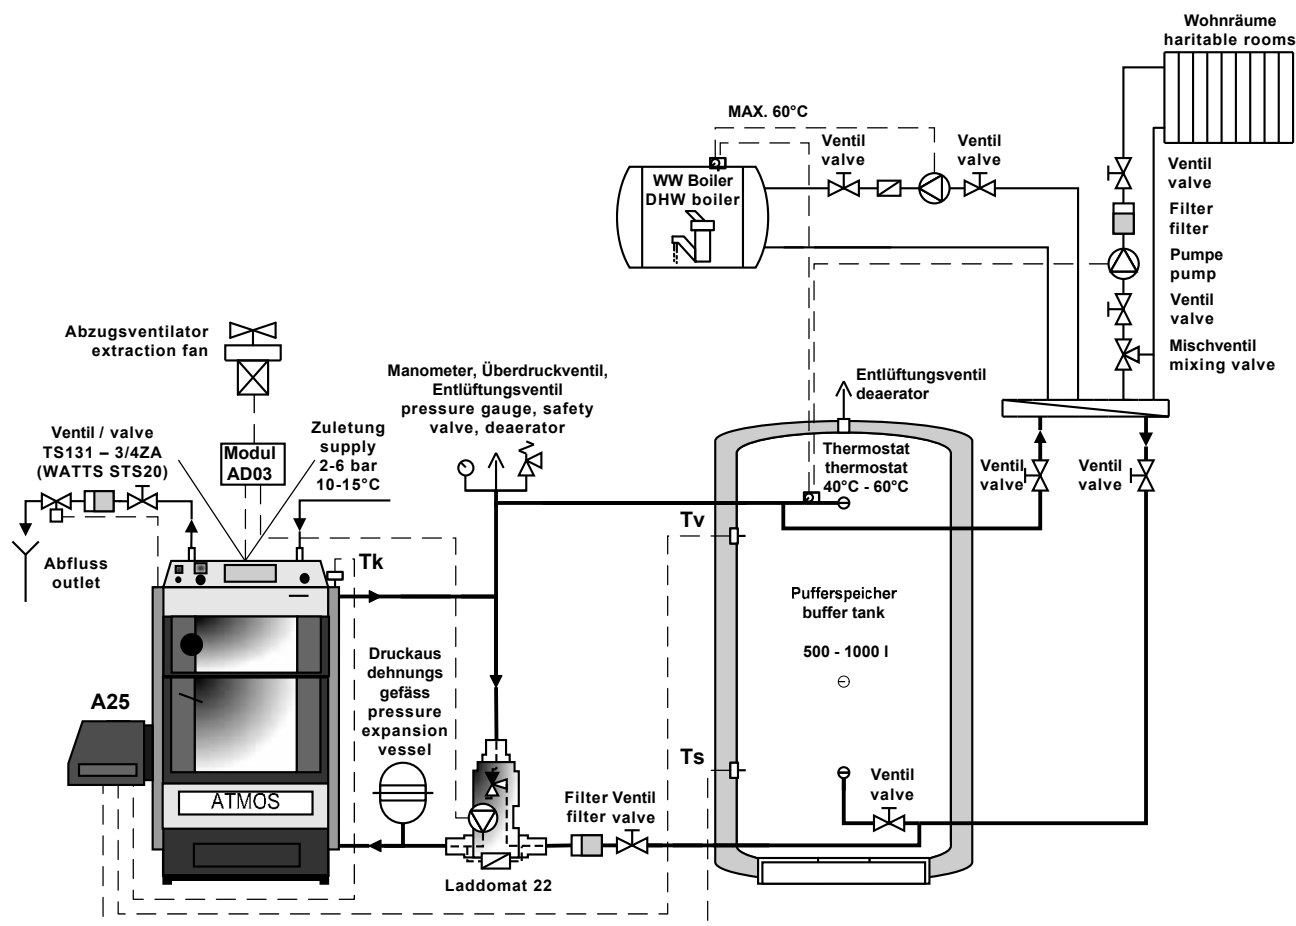 Wohnräume
haritable rooms
MAX. 60°C
Ventil
valve
Ventil
valve
WW Boiler
DHW boiler
Ventil
valve
Filter
filter
Pumpe
pump
Ventil
valve
Mischventil
mixing valve
Abzugsventilator
extraction fan
Manometer, Überdruckventil,
Entlüftungsventil
pressure gauge, safety
valve, deaerator
Entlüftungsventil
deaerator
Ventil / valve
TS131 – 3/4ZA
(WATTS STS20)
Modul
AD03
Zuletung
supply
2-6 bar
10-15°C
Thermostat
thermostat
40°C - 60°C
Ventil
valve
Ventil
valve
Tv
Abfluss
outlet
Tk
Pufferspeicher
buffer tank
500 - 1000 l
Druckaus
dehnungs
gefäss
pressure
expansion
vessel
A25
Ts
Ventil
valve
ATMOS
Filter Ventil
filter valve
Laddomat 22